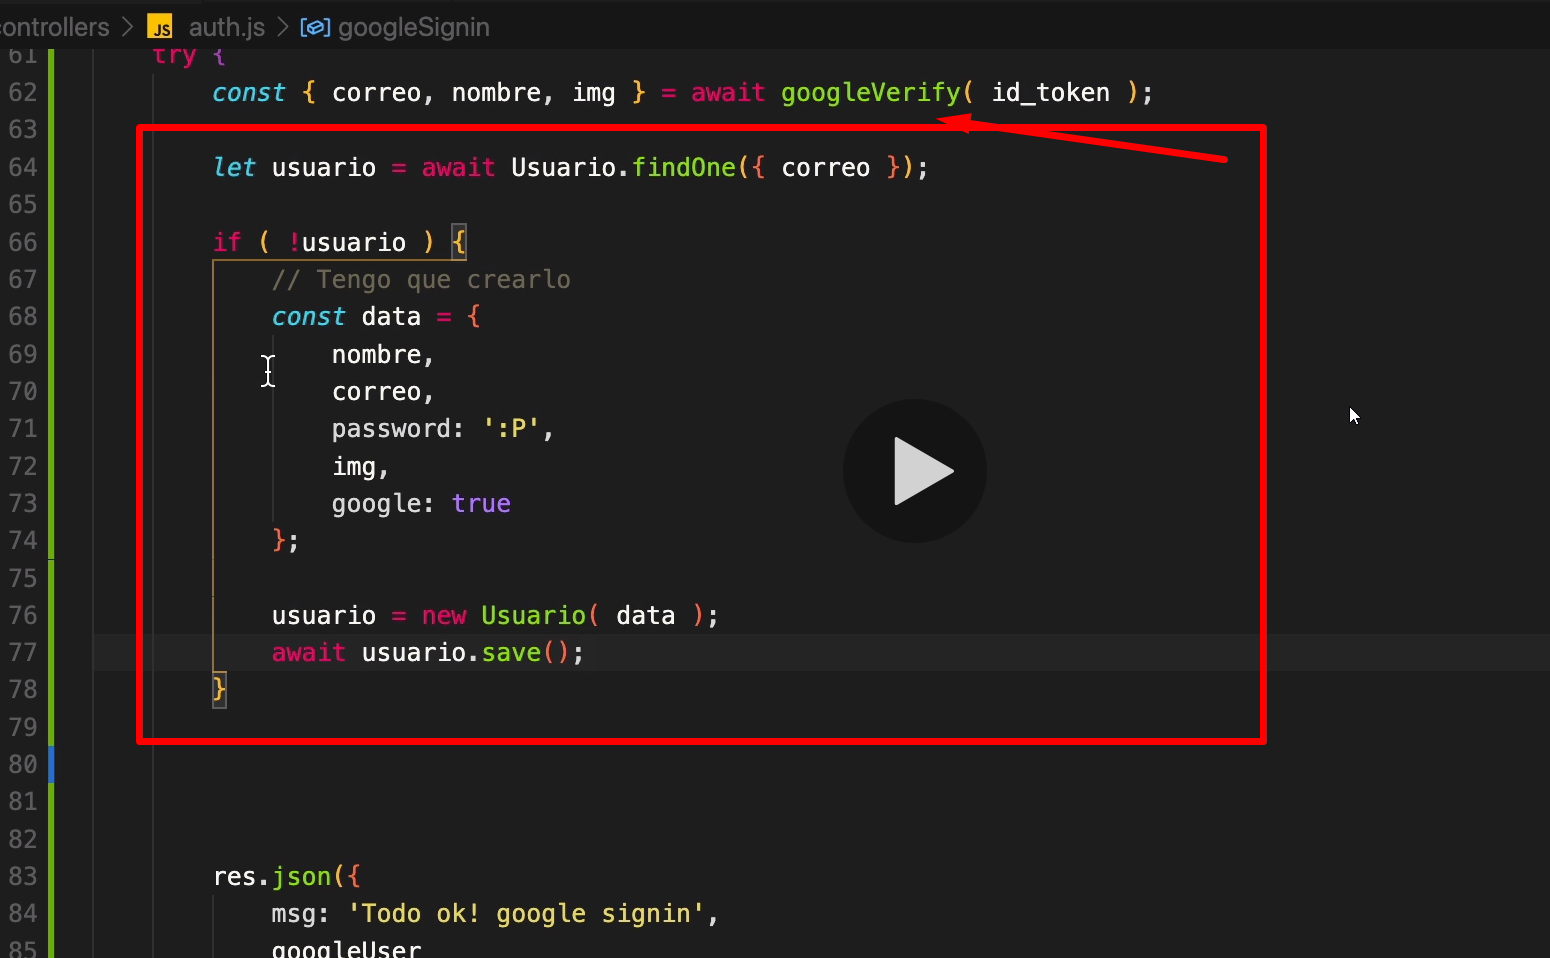 ontrollers > JS auth.js > googleSignin
61 try {
62 const { correo, nombre, img } = await googleVerify( id_token );
63
64 let usuario = await Usuario.findOne({ correo });
65
66 if ( !usuario ) {
67 // Tengo que crearlo
68 const data = {
69 nombre,
70 correo,
71 password: ':P',
72 img,
73 google: true
74 };
75
76 usuario = new Usuario( data );
77 await usuario.save();
78 }
79
80
81
82
83 res.json({
84 msg: 'Todo ok! google signin',
85 googleUser